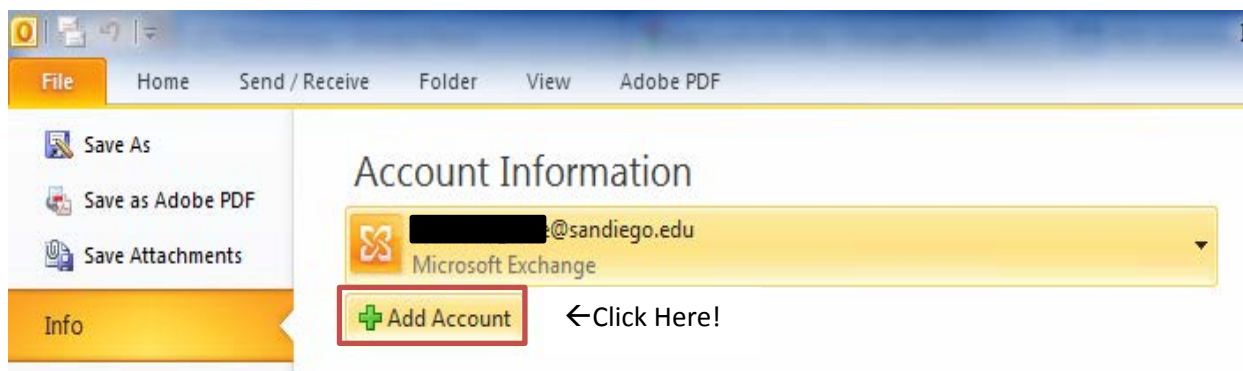 File Home Send / Receive Folder View Adobe PDF
Save As
Save as Adobe PDF
Save Attachments
Info
Account Information
@sandiego.edu
Microsoft Exchange
Add Account ←Click Here!